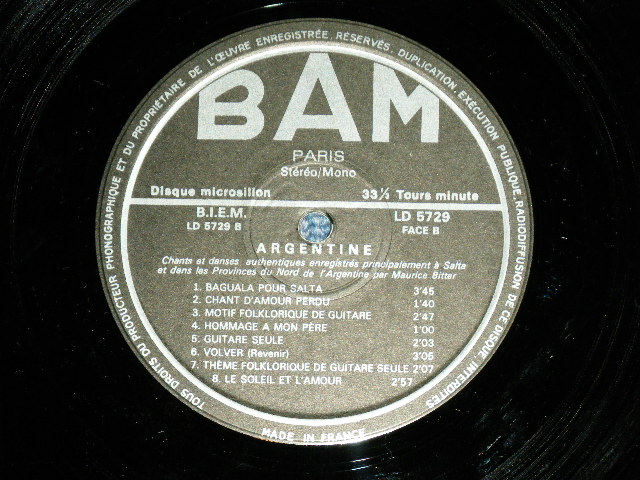 TOUS DROITS DU PRODUCTEUR PHONOGRAPHIQUE ET DU PROPRIÉTAIRE DE L'ŒUVRE ENREGISTRÉE, RÉSERVÉS, DUPLICATION, EXÉCUTION PUBLIQUE, RADIODIFFUSION DE CE DISQUE INTERDITES
BAM
PARIS
Stéréo/Mono
Disque microsillon 33⅓ Tours minute
B.I.E.M. LD 5729
LD 5729 B FACE B
ARGENTINE
Chants et danses authentiques enregistrés principalement à Salta
et dans les Provinces du Nord de l'Argentine par Maurice Bitter
1. BAGUALA POUR SALTA 3'45
2. CHANT D'AMOUR PERDU 1'40
3. MOTIF FOLKLORIQUE DE GUITARE 2'47
4. HOMMAGE A MON PÈRE 1'00
5. GUITARE SEULE 2'03
6. VOLVER (Revenir) 3'05
7. THÈME FOLKLORIQUE DE GUITARE SEULE 2'07
8. LE SOLEIL ET L'AMOUR 2'57
MADE IN FRANCE